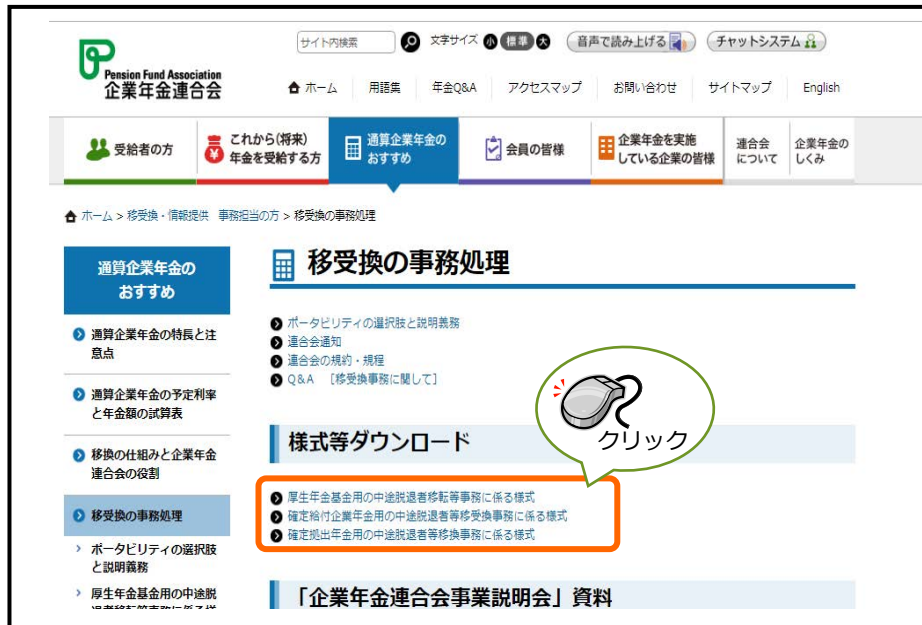 サイト内検索
文字サイズ 小 標準 大
音声で読み上げる
チャットシステム
Pension Fund Association
企業年金連合会
ホーム
用語集
年金Q&A
アクセスマップ
お問い合わせ
サイトマップ
English
受給者の方
これから(将来)
年金を受給する方
通算企業年金の
おすすめ
会員の皆様
企業年金を実施
している企業の皆様
連合会
について
企業年金の
しくみ
ホーム > 移受換・情報提供 事務担当の方 > 移受換の事務処理
通算企業年金の
おすすめ
通算企業年金の特長と注
意点
通算企業年金の予定利率
と年金額の試算表
移換の仕組みと企業年金
連合会の役割
移受換の事務処理
ポータビリティの選択肢
と説明義務
厚生年金基金用の中途脱
移受換の事務処理
ポータビリティの選択肢と説明義務
連合会通知
連合会の規約・規程
Q&A [移受換事務に関して]
クリック
様式等ダウンロード
厚生年金基金用の中途脱退者移転等事務に係る様式
確定給付企業年金用の中途脱退者等移受換事務に係る様式
確定拠出年金用の中途脱退者等移換事務に係る様式
「企業年金連合会事業説明会」資料